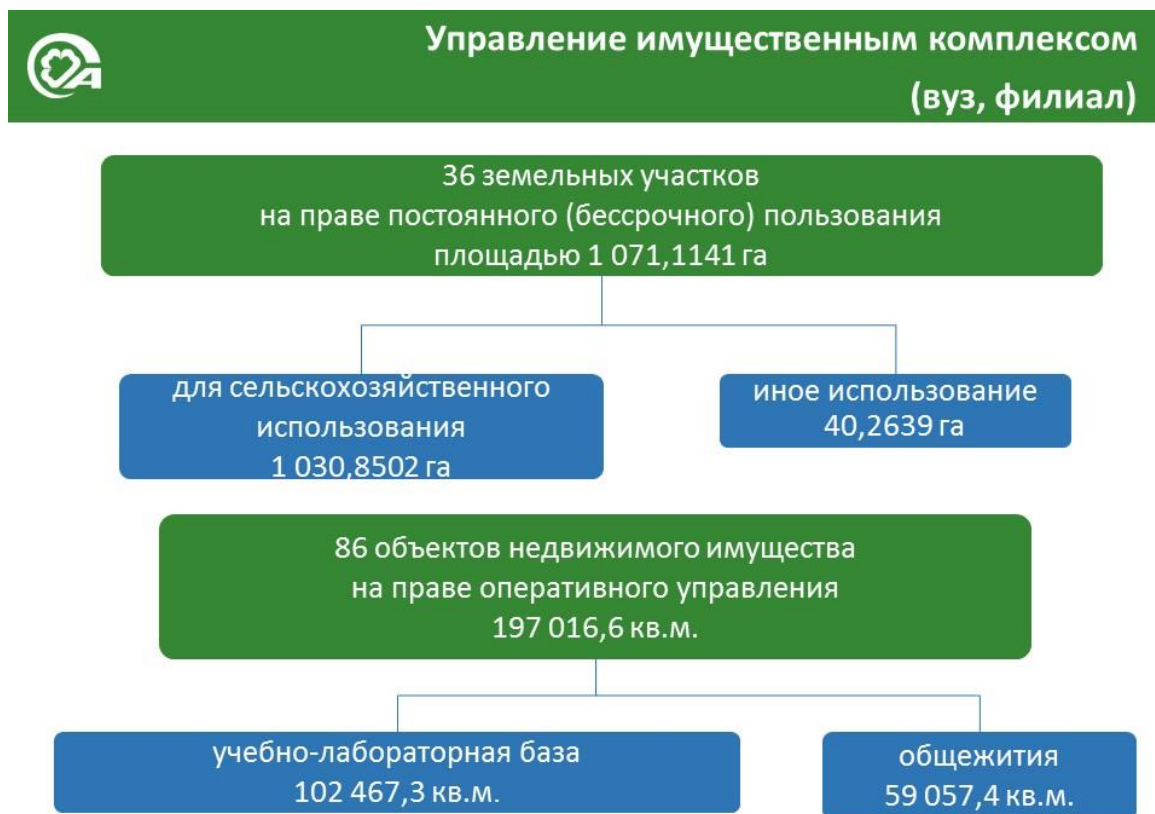 Управление имущественным комплексом
(вуз, филиал)
36 земельных участков
на праве постоянного (бессрочного) пользования
площадью 1 071,1141 га
для сельскохозяйственного
использования
1 030,8502 га
иное использование
40,2639 га
86 объектов недвижимого имущества
на праве оперативного управления
197 016,6 кв.м.
учебно-лабораторная база
102 467,3 кв.м.
общежития
59 057,4 кв.м.